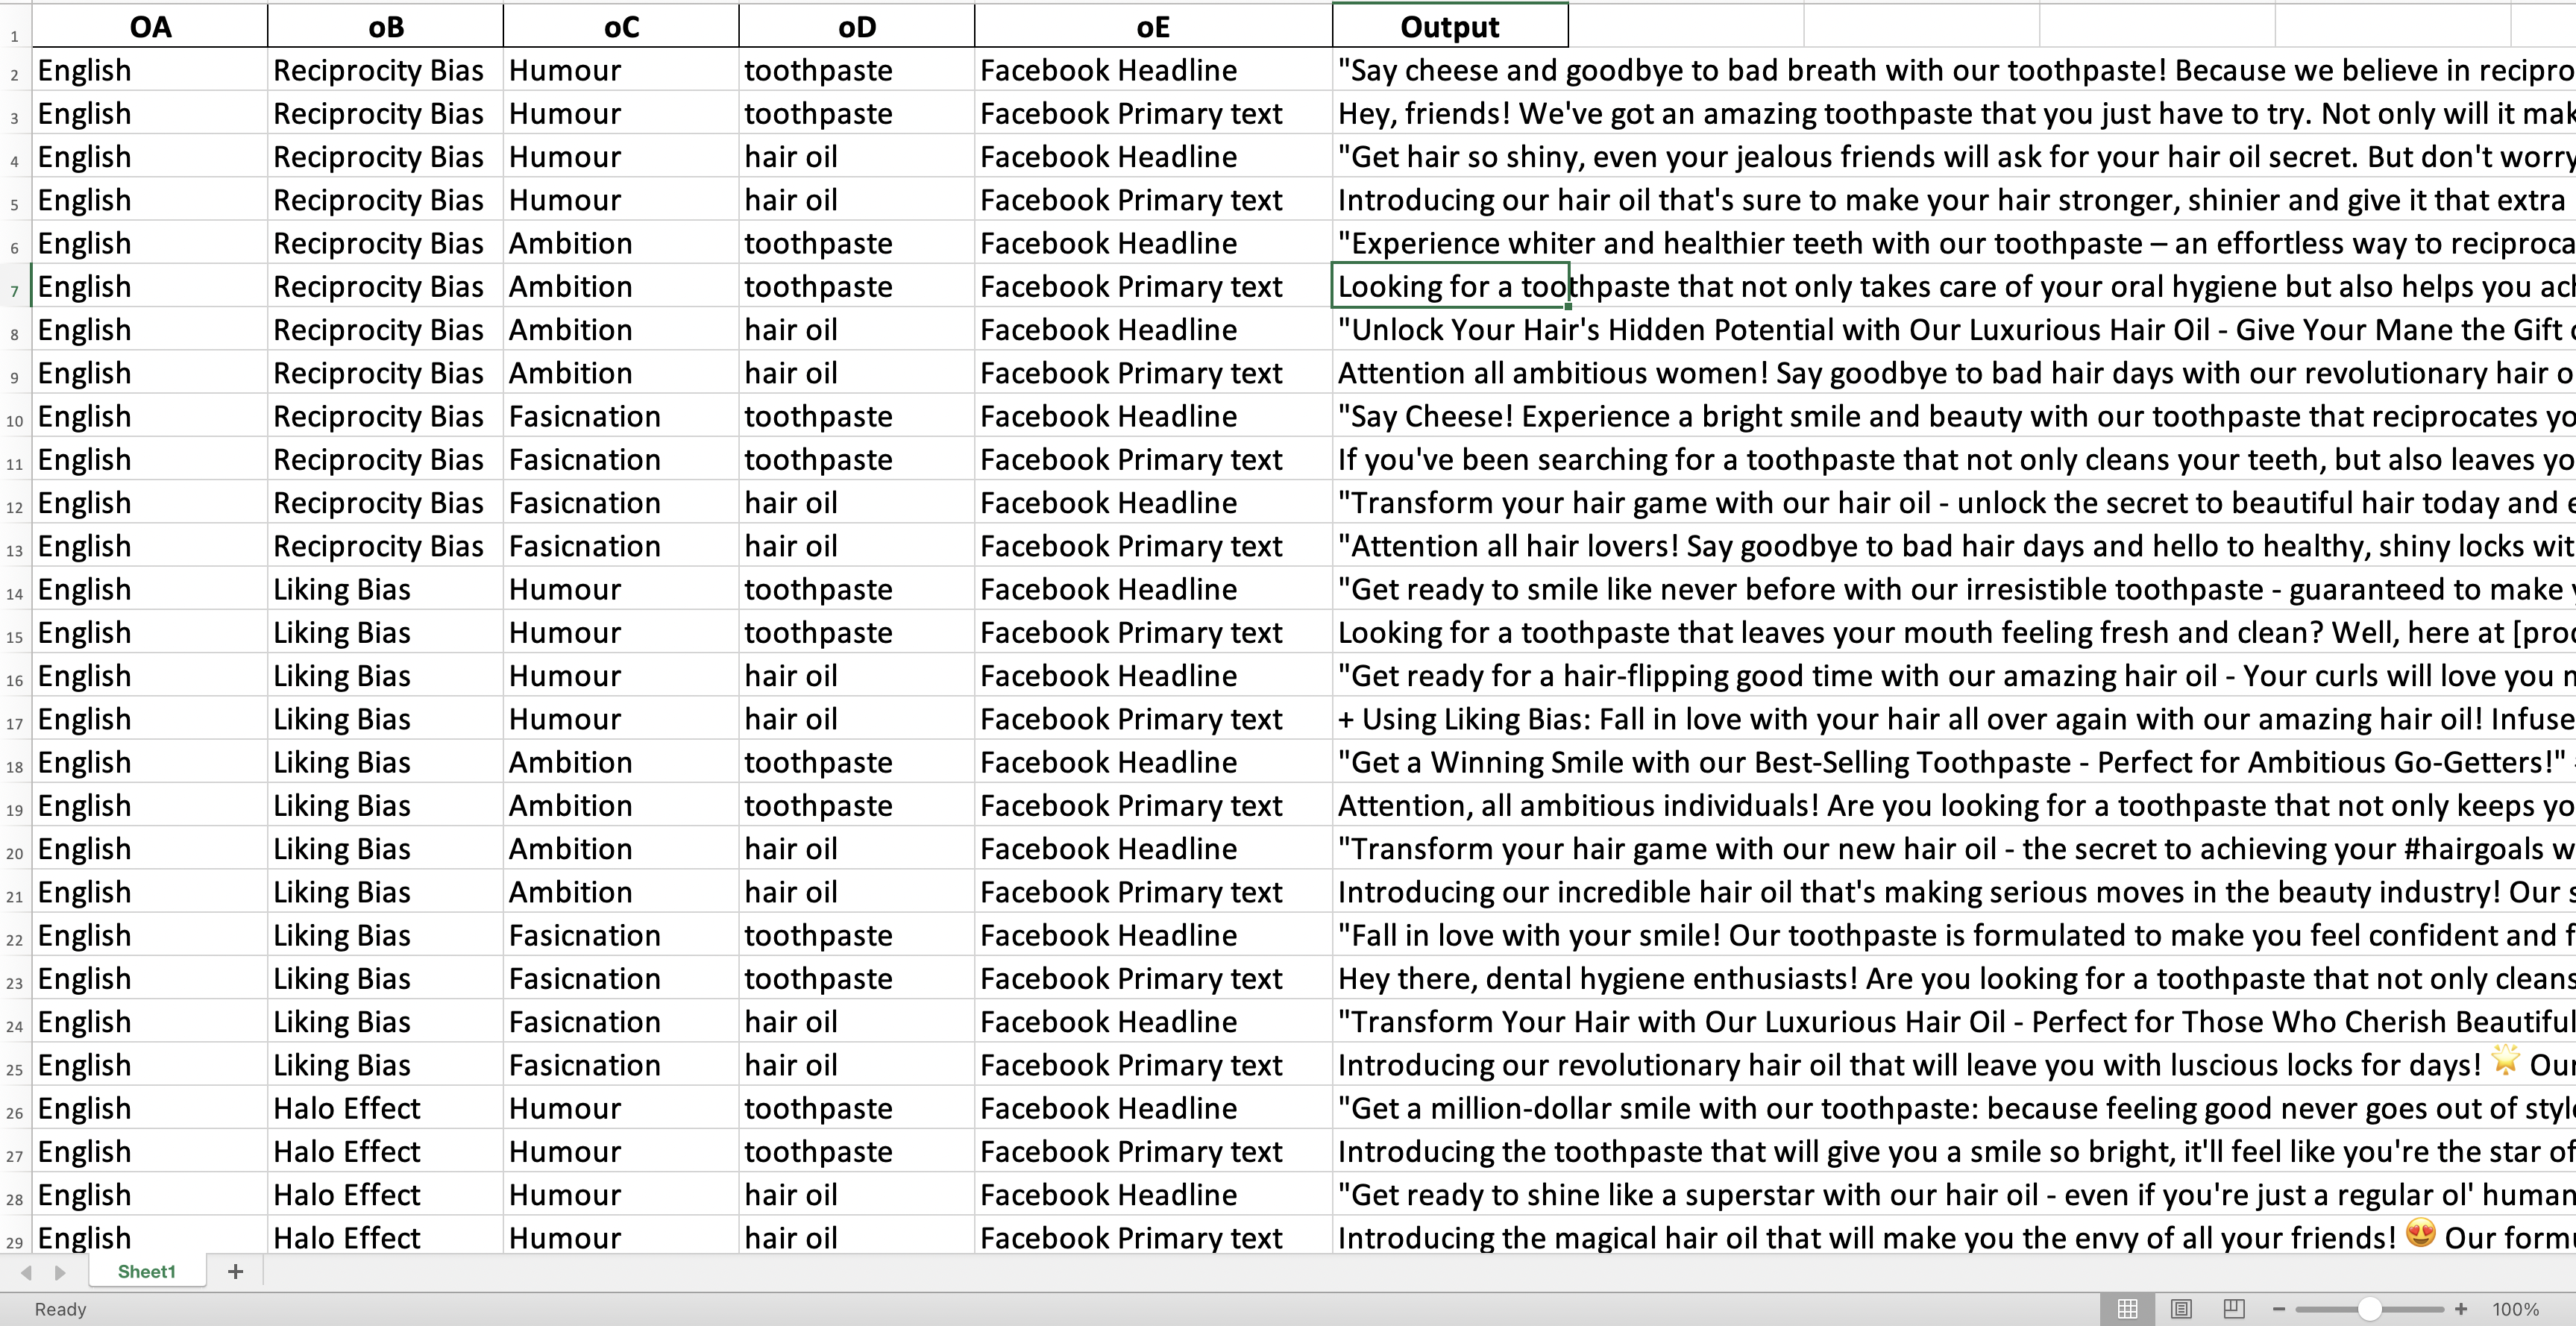 OA oB oC oD oE Output
1
2 English Reciprocity Bias Humour toothpaste Facebook Headline "Say cheese and goodbye to bad breath with our toothpaste! Because we believe in recipro
3 English Reciprocity Bias Humour toothpaste Facebook Primary text Hey, friends! We've got an amazing toothpaste that you just have to try. Not only will it mak
4 English Reciprocity Bias Humour hair oil Facebook Headline "Get hair so shiny, even your jealous friends will ask for your hair oil secret. But don't worry
5 English Reciprocity Bias Humour hair oil Facebook Primary text Introducing our hair oil that's sure to make your hair stronger, shinier and give it that extra
6 English Reciprocity Bias Ambition toothpaste Facebook Headline "Experience whiter and healthier teeth with our toothpaste – an effortless way to reciproca
7 English Reciprocity Bias Ambition toothpaste Facebook Primary text Looking for a toothpaste that not only takes care of your oral hygiene but also helps you ach
8 English Reciprocity Bias Ambition hair oil Facebook Headline "Unlock Your Hair's Hidden Potential with Our Luxurious Hair Oil - Give Your Mane the Gift
9 English Reciprocity Bias Ambition hair oil Facebook Primary text Attention all ambitious women! Say goodbye to bad hair days with our revolutionary hair o
10 English Reciprocity Bias Fasicnation toothpaste Facebook Headline "Say Cheese! Experience a bright smile and beauty with our toothpaste that reciprocates yo
11 English Reciprocity Bias Fasicnation toothpaste Facebook Primary text If you've been searching for a toothpaste that not only cleans your teeth, but also leaves yo
12 English Reciprocity Bias Fasicnation hair oil Facebook Headline "Transform your hair game with our hair oil - unlock the secret to beautiful hair today and e
13 English Reciprocity Bias Fasicnation hair oil Facebook Primary text "Attention all hair lovers! Say goodbye to bad hair days and hello to healthy, shiny locks wit
14 English Liking Bias Humour toothpaste Facebook Headline "Get ready to smile like never before with our irresistible toothpaste - guaranteed to make
15 English Liking Bias Humour toothpaste Facebook Primary text Looking for a toothpaste that leaves your mouth feeling fresh and clean? Well, here at [prod
16 English Liking Bias Humour hair oil Facebook Headline "Get ready for a hair-flipping good time with our amazing hair oil - Your curls will love you
17 English Liking Bias Humour hair oil Facebook Primary text + Using Liking Bias: Fall in love with your hair all over again with our amazing hair oil! Infuse
18 English Liking Bias Ambition toothpaste Facebook Headline "Get a Winning Smile with our Best-Selling Toothpaste - Perfect for Ambitious Go-Getters!"
19 English Liking Bias Ambition toothpaste Facebook Primary text Attention, all ambitious individuals! Are you looking for a toothpaste that not only keeps yo
20 English Liking Bias Ambition hair oil Facebook Headline "Transform your hair game with our new hair oil - the secret to achieving your #hairgoals w
21 English Liking Bias Ambition hair oil Facebook Primary text Introducing our incredible hair oil that's making serious moves in the beauty industry! Our s
22 English Liking Bias Fasicnation toothpaste Facebook Headline "Fall in love with your smile! Our toothpaste is formulated to make you feel confident and f
23 English Liking Bias Fasicnation toothpaste Facebook Primary text Hey there, dental hygiene enthusiasts! Are you looking for a toothpaste that not only cleans
24 English Liking Bias Fasicnation hair oil Facebook Headline "Transform Your Hair with Our Luxurious Hair Oil - Perfect for Those Who Cherish Beautiful
25 English Liking Bias Fasicnation hair oil Facebook Primary text Introducing our revolutionary hair oil that will leave you with luscious locks for days! 🌟 Our
26 English Halo Effect Humour toothpaste Facebook Headline "Get a million-dollar smile with our toothpaste: because feeling good never goes out of style
27 English Halo Effect Humour toothpaste Facebook Primary text Introducing the toothpaste that will give you a smile so bright, it'll feel like you're the star of
28 English Halo Effect Humour hair oil Facebook Headline "Get ready to shine like a superstar with our hair oil - even if you're just a regular ol' human
29 English Halo Effect Humour hair oil Facebook Primary text Introducing the magical hair oil that will make you the envy of all your friends! 😍 Our formu
Sheet1 +
Ready 100%